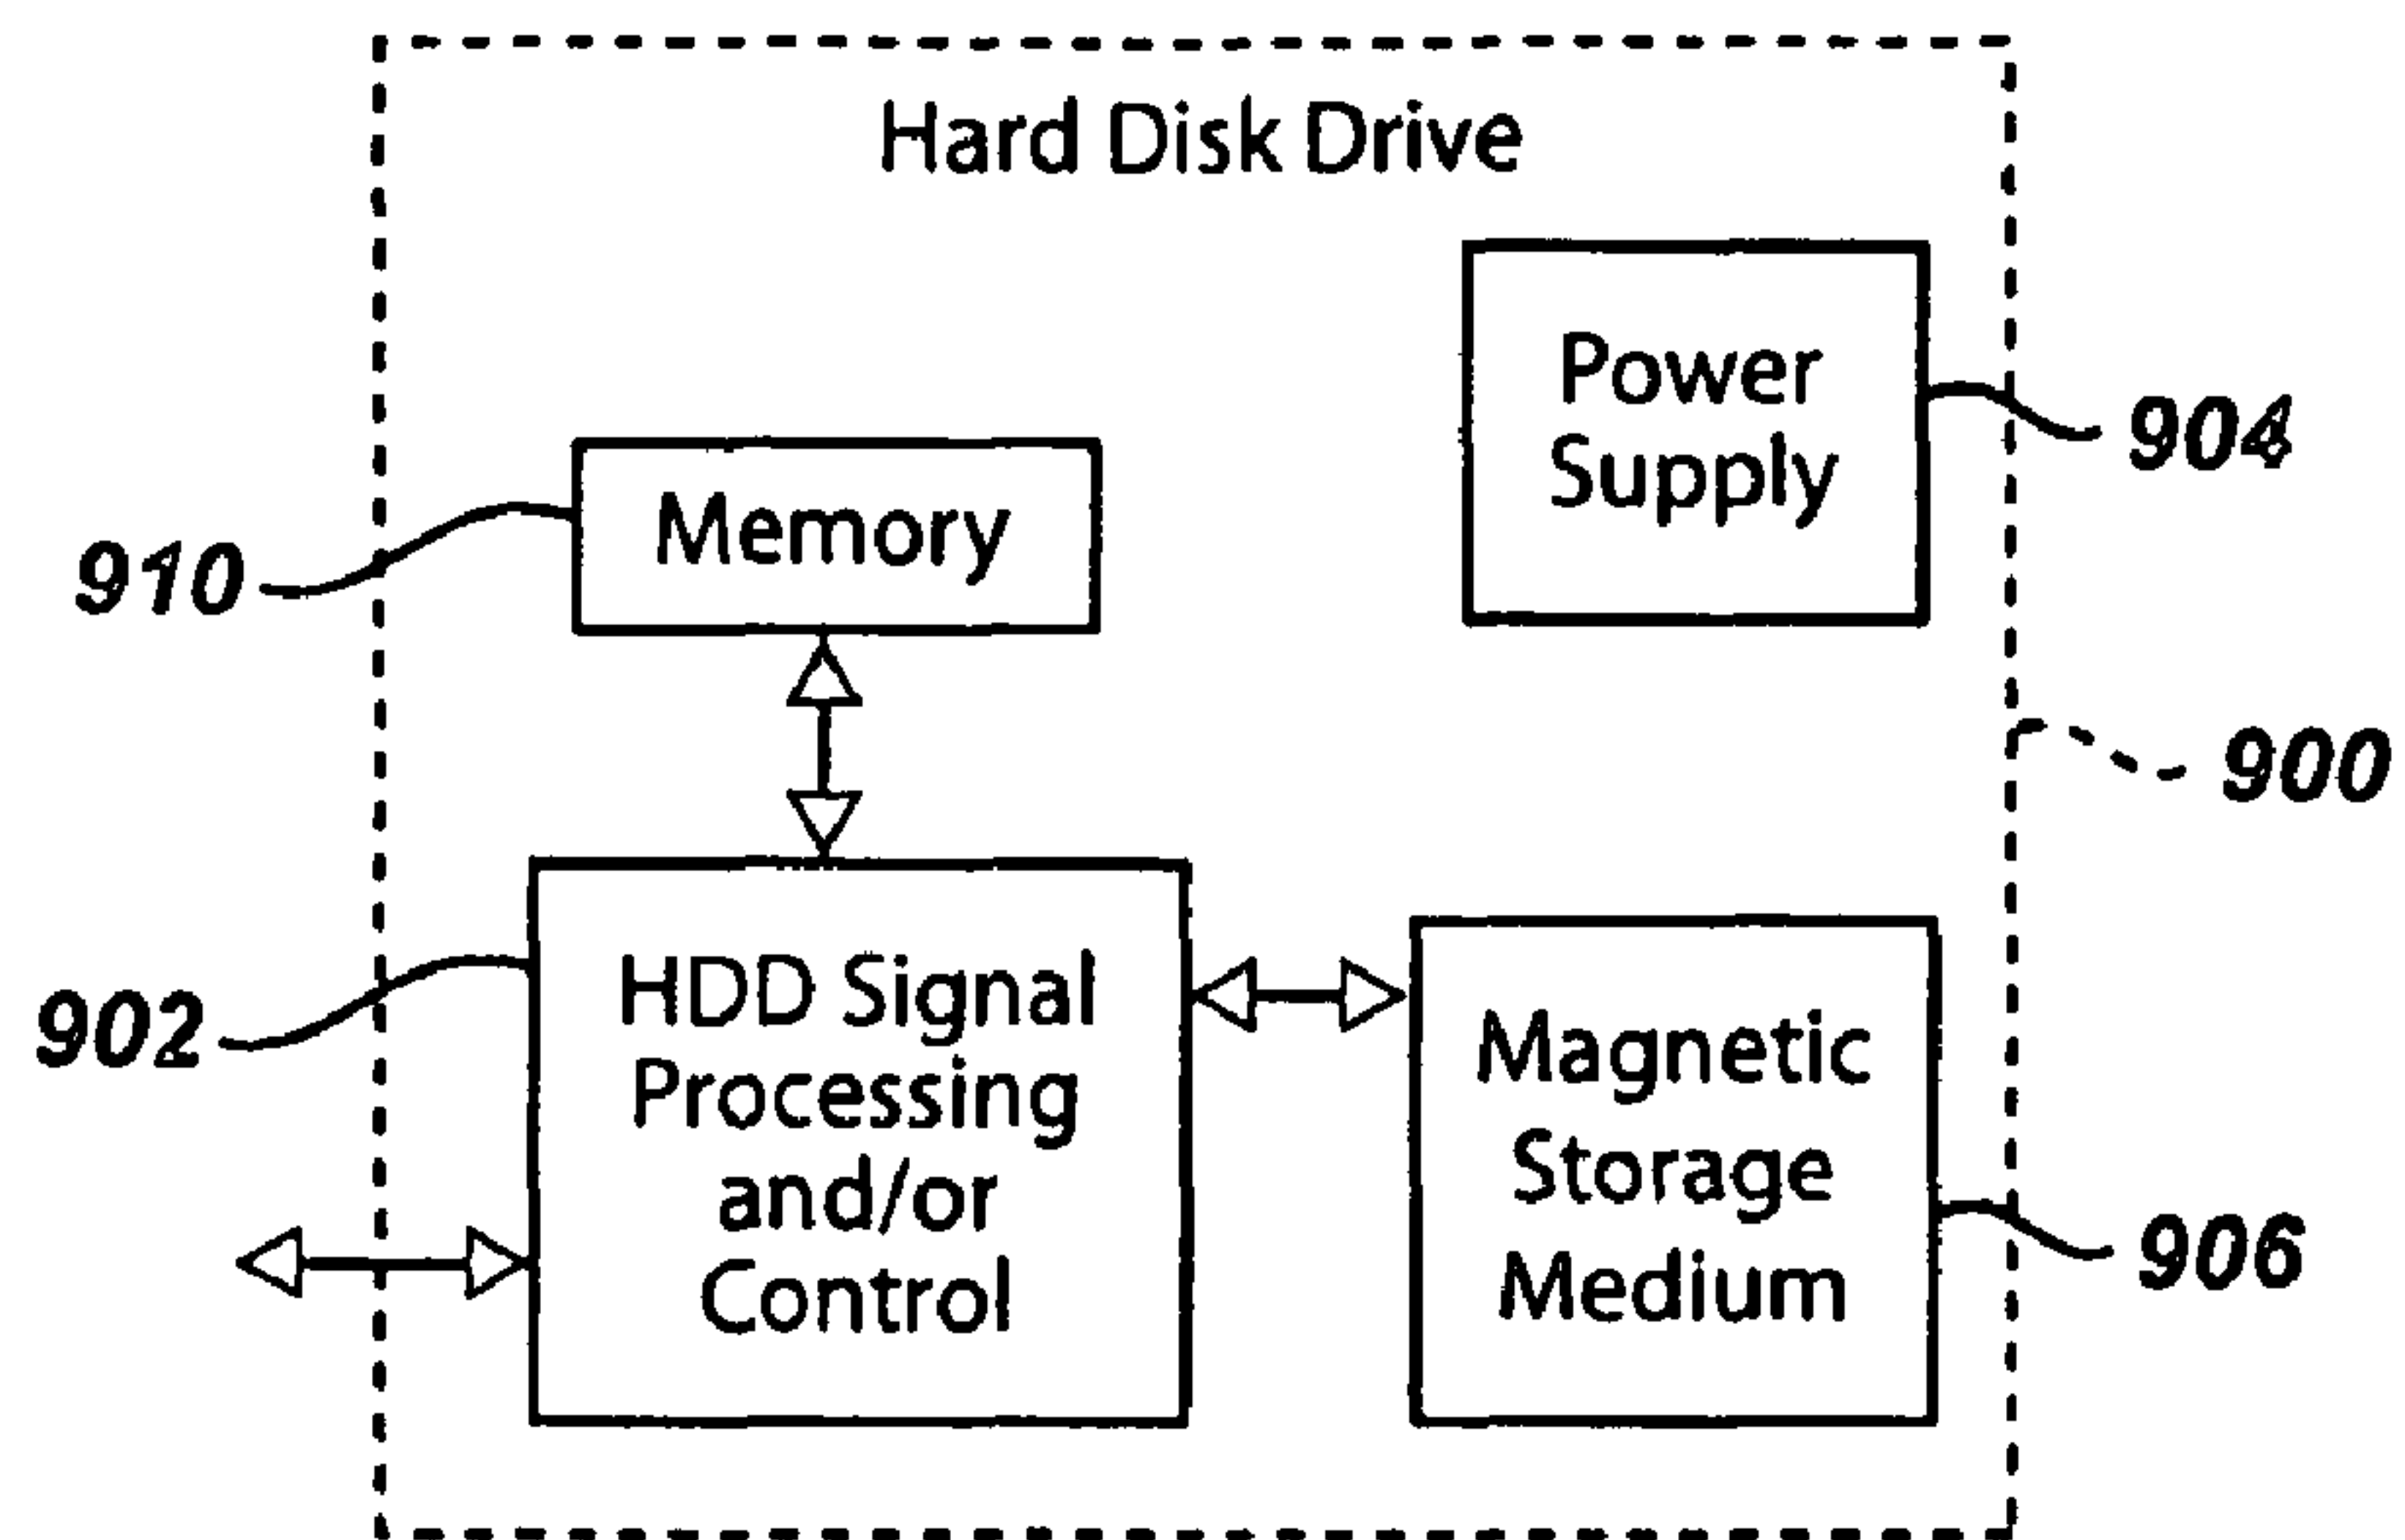 Hard Disk Drive
Power
Supply
904
Memory
910
900
HDD Signal
Processing
and/or
Control
902
Magnetic
Storage
Medium
906